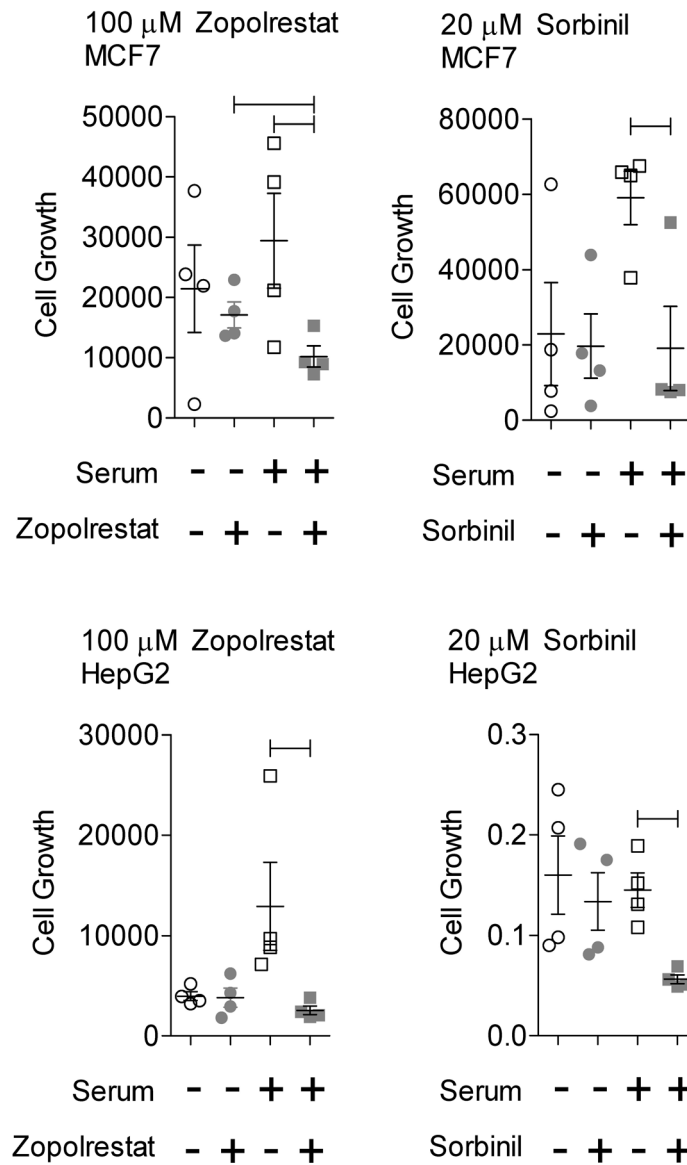 100 μM Zopolrestat
MCF7
50000
40000
30000
20000
10000
0
Cell Growth
Serum - - + +
Zopolrestat - + - +
20 μM Sorbinil
MCF7
80000
60000
40000
20000
0
Cell Growth
Serum - - + +
Sorbinil - + - +
100 μM Zopolrestat
HepG2
30000
20000
10000
0
Cell Growth
Serum - - + +
Zopolrestat - + - +
20 μM Sorbinil
HepG2
0.3
0.2
0.1
0.0
Cell Growth
Serum - - + +
Sorbinil - + - +